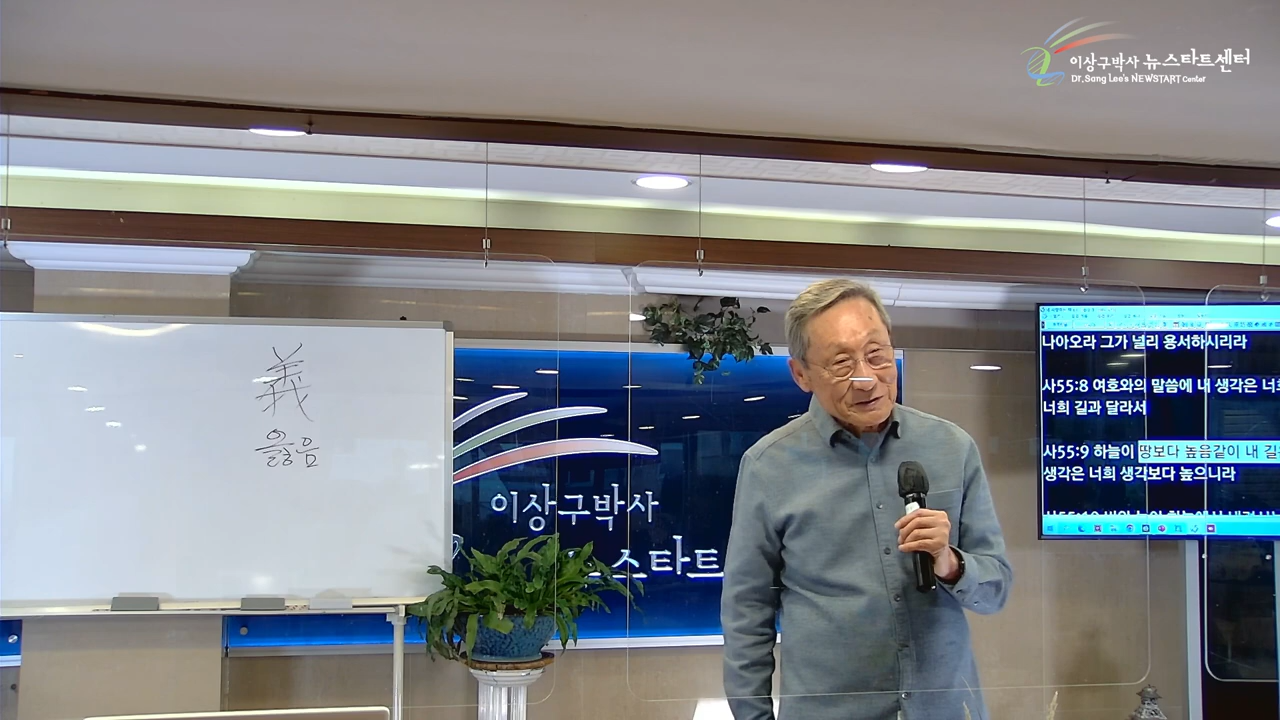 이상구박사 뉴스타트센터
Dr. Sang Lee's NEWSTART Center
義
옳음
이상구박사
스타트
나아오라 그가 널리 용서하시리라
사55:8 여호와의 말씀에 내 생각은 너희
너희 길과 달라서
사55:9 하늘이 땅보다 높음같이 내 길
생각은 너희 생각보다 높으니라